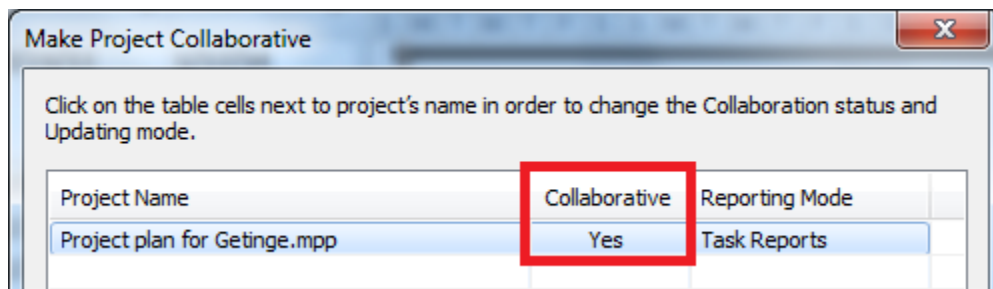 Make Project Collaborative
Click on the table cells next to project's name in order to change the Collaboration status and
Updating mode.
Project Name Collaborative Reporting Mode
Project plan for Getinge.mpp Yes Task Reports